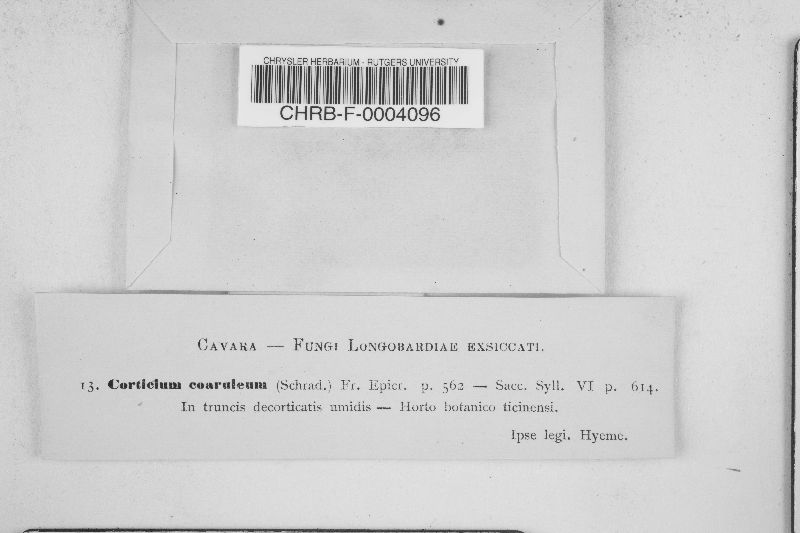 CHRYSLER HERBARIUM - RUTGERS UNIVERSITY
CHRB-F-0004096
CAVARA — FUNGI LONGOBARDIAE EXSICCATI.
13. Corticium coaruleum (Schrad.) Fr. Epicr. p. 562 — Sacc. Syll. VI p. 614.
In truncis decorticatis umidis — Horto botanico ticinensi.
Ipse legi. Hyeme.